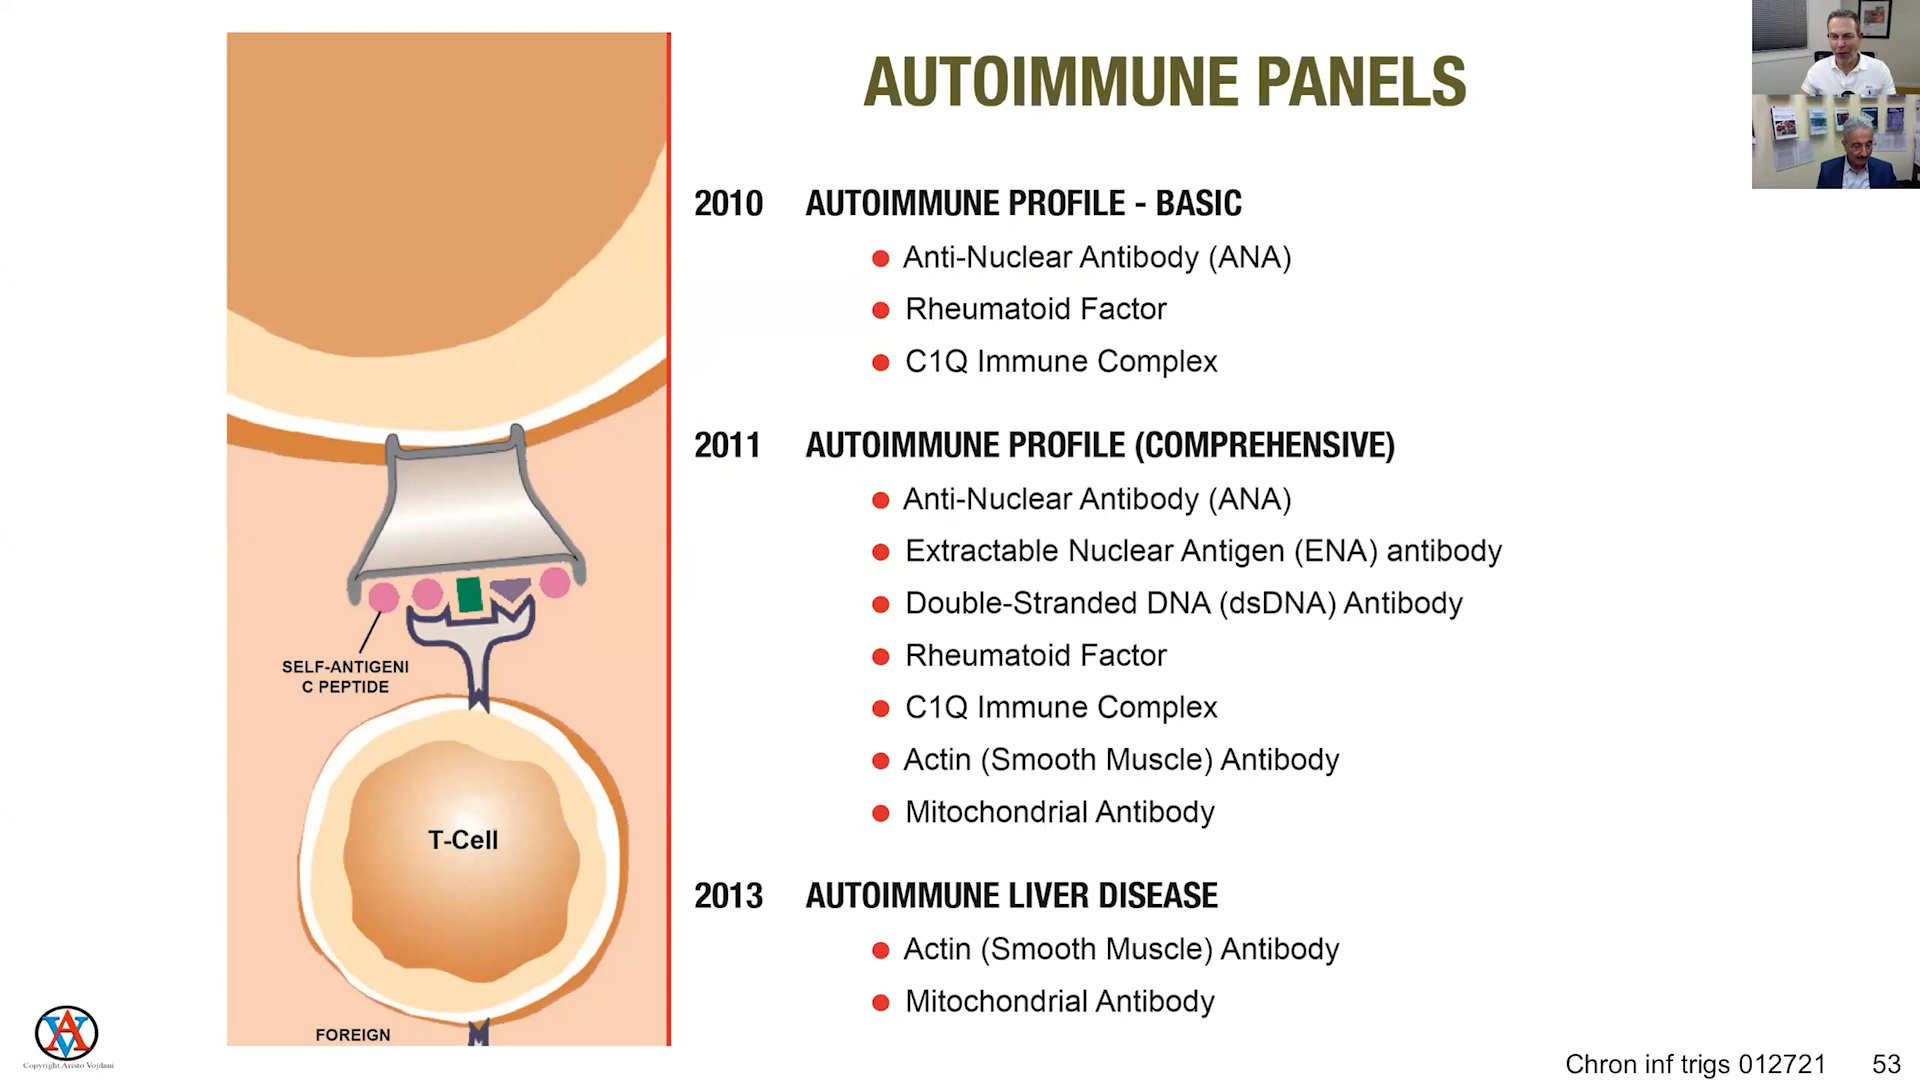 AUTOIMMUNE PANELS
2010 AUTOIMMUNE PROFILE - BASIC
Anti-Nuclear Antibody (ANA)
Rheumatoid Factor
C1Q Immune Complex
2011 AUTOIMMUNE PROFILE (COMPREHENSIVE)
Anti-Nuclear Antibody (ANA)
Extractable Nuclear Antigen (ENA) antibody
Double-Stranded DNA (dsDNA) Antibody
Rheumatoid Factor
C1Q Immune Complex
Actin (Smooth Muscle) Antibody
Mitochondrial Antibody
2013 AUTOIMMUNE LIVER DISEASE
Actin (Smooth Muscle) Antibody
Mitochondrial Antibody
SELF-ANTIGENI
C PEPTIDE
T-Cell
FOREIGN
AV
Copyright Aristo Vojdani
Chron inf trigs 012721 53